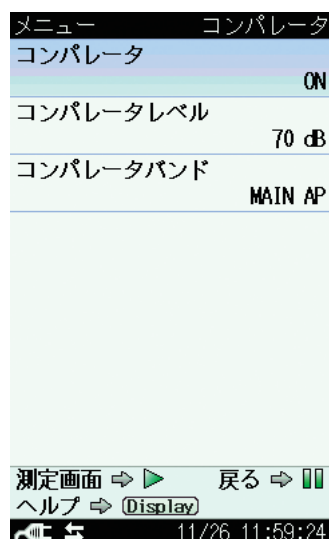 メニュー コンパレータ
コンパレータ
ON
コンパレータレベル
70 dB
コンパレータバンド
MAIN AP
測定画面 ⇨ ▷ 戻る ⇨ ▯▯
ヘルプ ⇨ Display
11/26 11:59:24